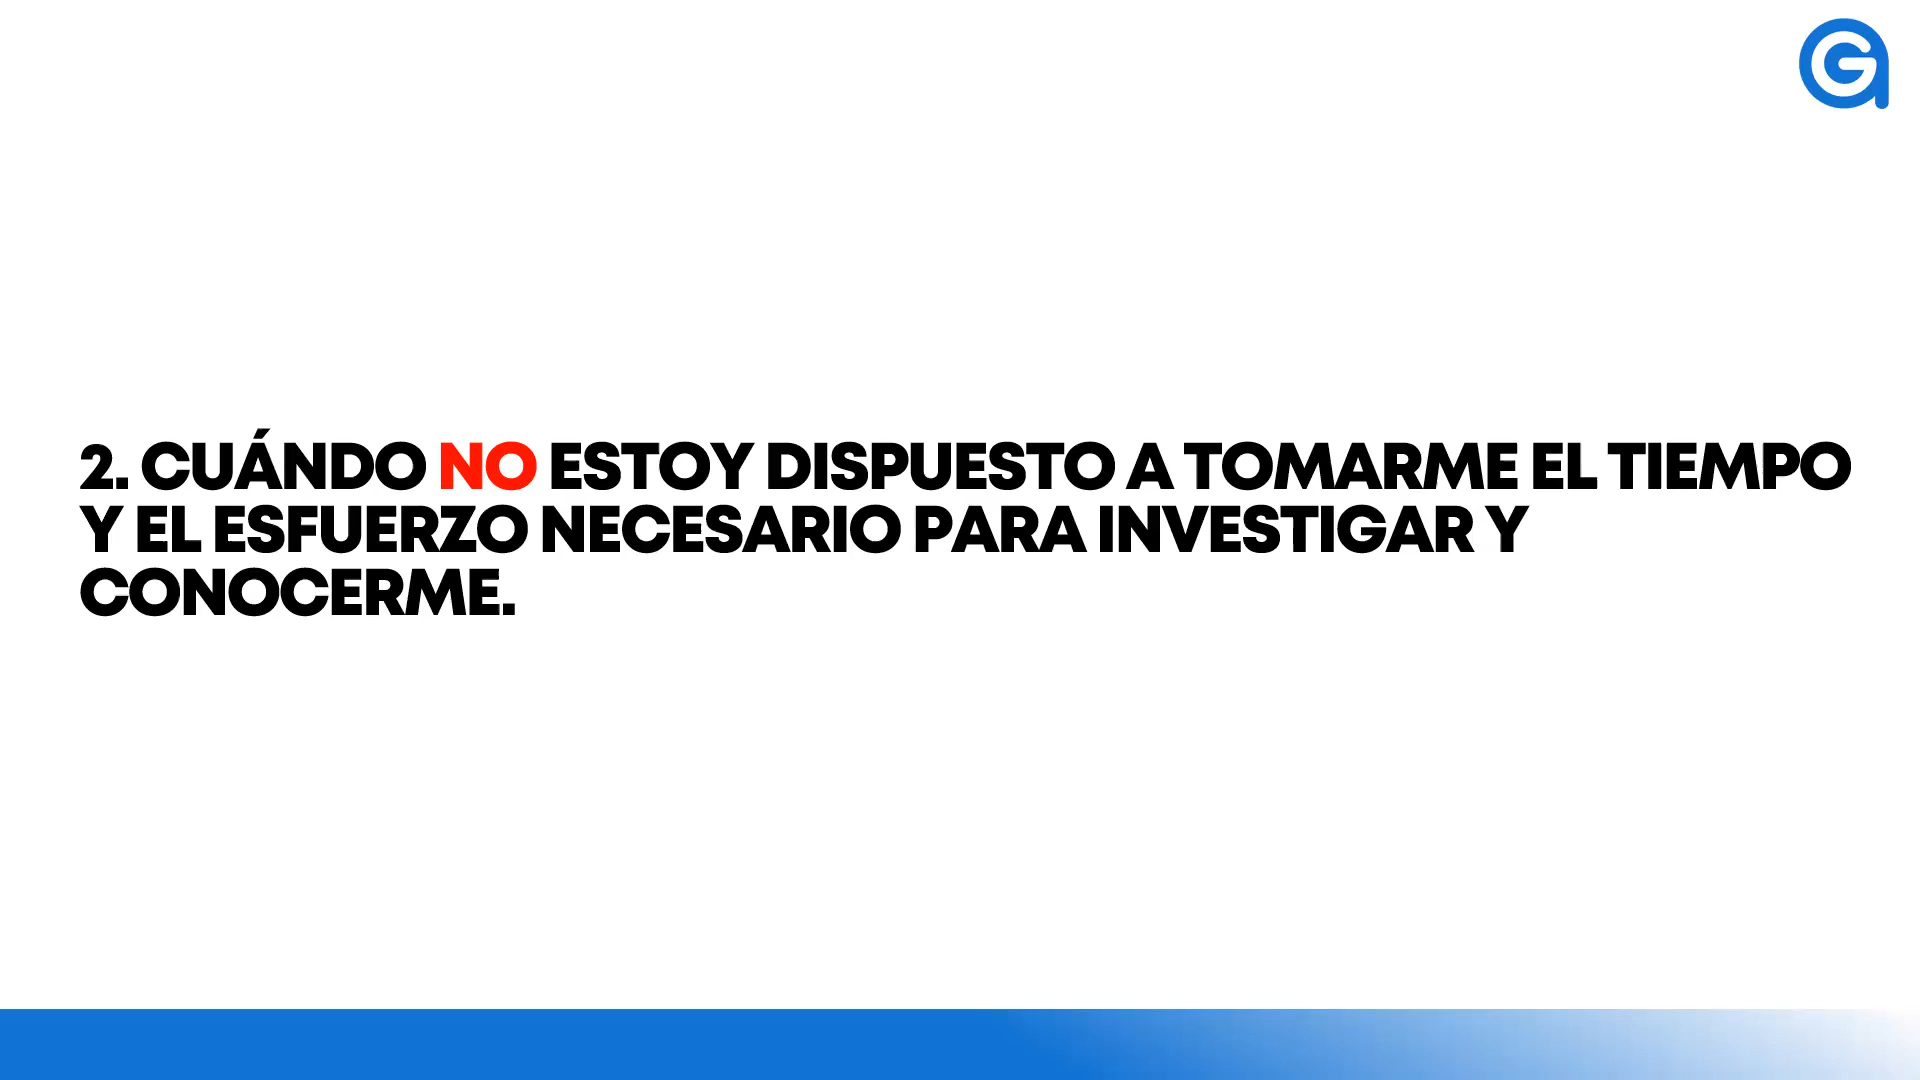 2. CUÁNDO NO ESTOY DISPUESTO A TOMARME EL TIEMPO
Y EL ESFUERZO NECESARIO PARA INVESTIGAR Y
CONOCERME.